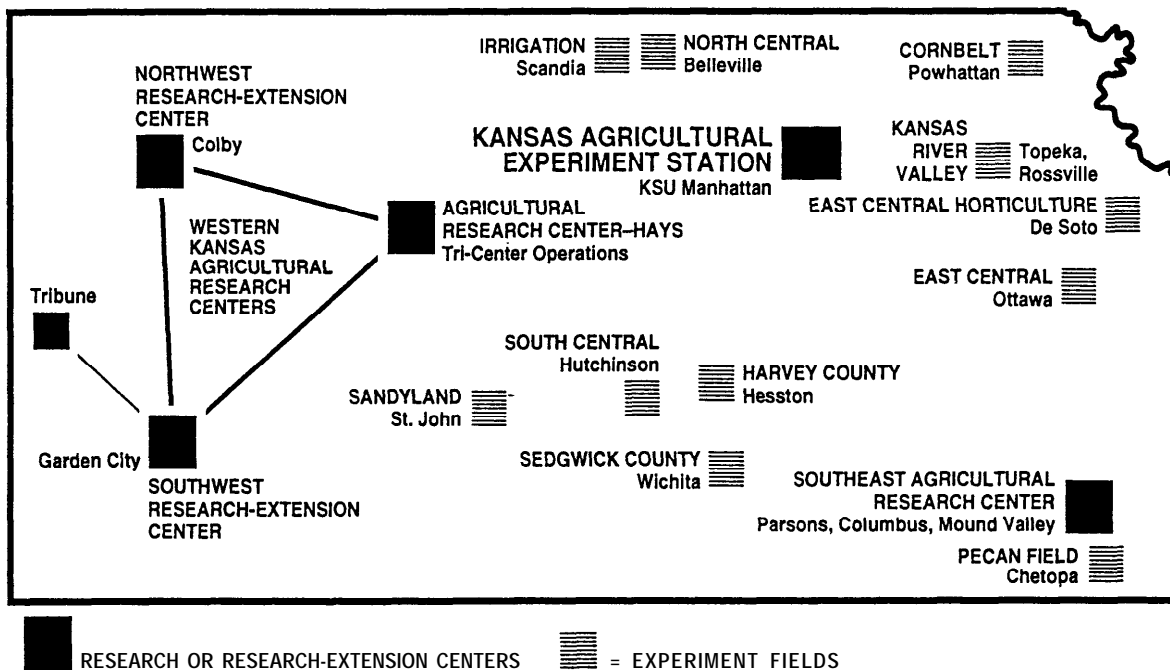 IRRIGATION
Scandia
NORTH CENTRAL
Belleville
CORNBELT
Powhattan
NORTHWEST
RESEARCH-EXTENSION
CENTER
Colby
KANSAS AGRICULTURAL
EXPERIMENT STATION
KSU Manhattan
KANSAS
RIVER
VALLEY
Topeka,
Rossville
AGRICULTURAL
RESEARCH CENTER–HAYS
Tri-Center Operations
EAST CENTRAL HORTICULTURE
De Soto
WESTERN
KANSAS
AGRICULTURAL
RESEARCH
CENTERS
EAST CENTRAL
Ottawa
Tribune
SOUTH CENTRAL
Hutchinson
HARVEY COUNTY
Hesston
SANDYLAND
St. John
Garden City
SOUTHWEST
RESEARCH-EXTENSION
CENTER
SEDGWICK COUNTY
Wichita
SOUTHEAST AGRICULTURAL
RESEARCH CENTER
Parsons, Columbus, Mound Valley
PECAN FIELD
Chetopa
RESEARCH OR RESEARCH-EXTENSION CENTERS
= EXPERIMENT FIELDS